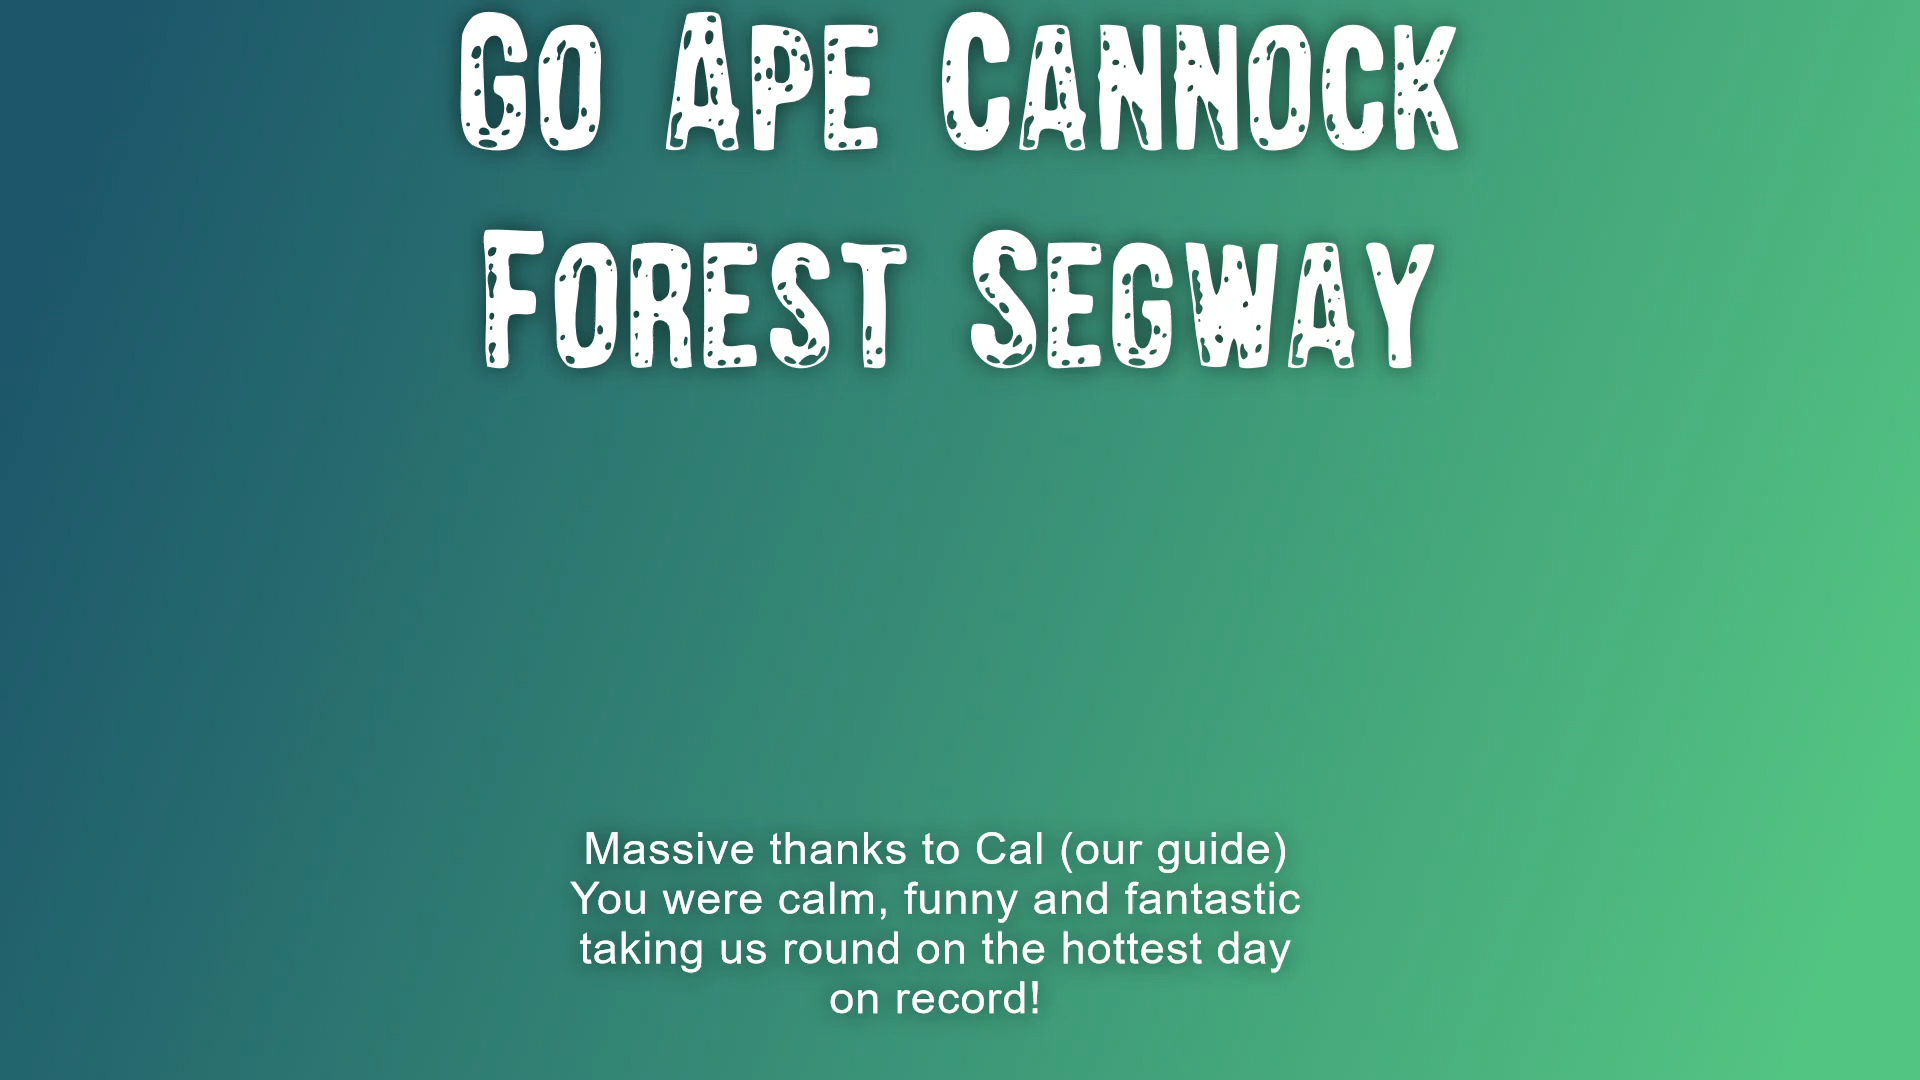 Go Ape Cannock
Forest Segway
Massive thanks to Cal (our guide)
You were calm, funny and fantastic
taking us round on the hottest day
on record!